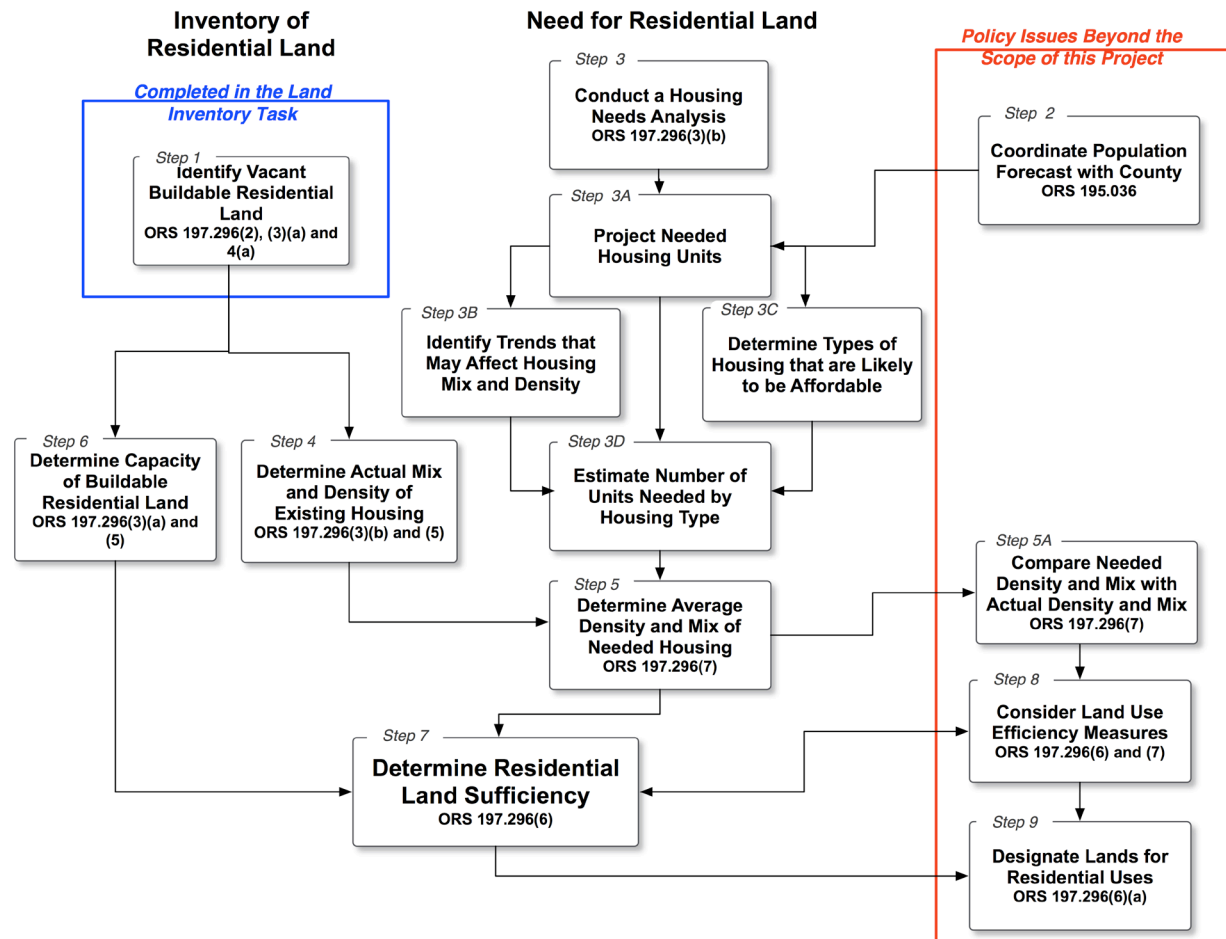 Inventory of
Residential Land
Need for Residential Land
Policy Issues Beyond the
Scope of this Project
Completed in the Land
Inventory Task
Step 1
Identify Vacant
Buildable Residential
Land
ORS 197.296(2), (3)(a) and
4(a)
Step 3
Conduct a Housing
Needs Analysis
ORS 197.296(3)(b)
Step 2
Coordinate Population
Forecast with County
ORS 195.036
Step 3A
Project Needed
Housing Units
Step 3B
Identify Trends that
May Affect Housing
Mix and Density
Step 3C
Determine Types of
Housing that are Likely
to be Affordable
Step 6
Determine Capacity
of Buildable
Residential Land
ORS 197.296(3)(a) and
(5)
Step 4
Determine Actual Mix
and Density of
Existing Housing
ORS 197.296(3)(b) and (5)
Step 3D
Estimate Number of
Units Needed by
Housing Type
Step 5
Determine Average
Density and Mix of
Needed Housing
ORS 197.296(7)
Step 5A
Compare Needed
Density and Mix with
Actual Density and Mix
ORS 197.296(7)
Step 7
Determine Residential
Land Sufficiency
ORS 197.296(6)
Step 8
Consider Land Use
Efficiency Measures
ORS 197.296(6) and (7)
Step 9
Designate Lands for
Residential Uses
ORS 197.296(6)(a)